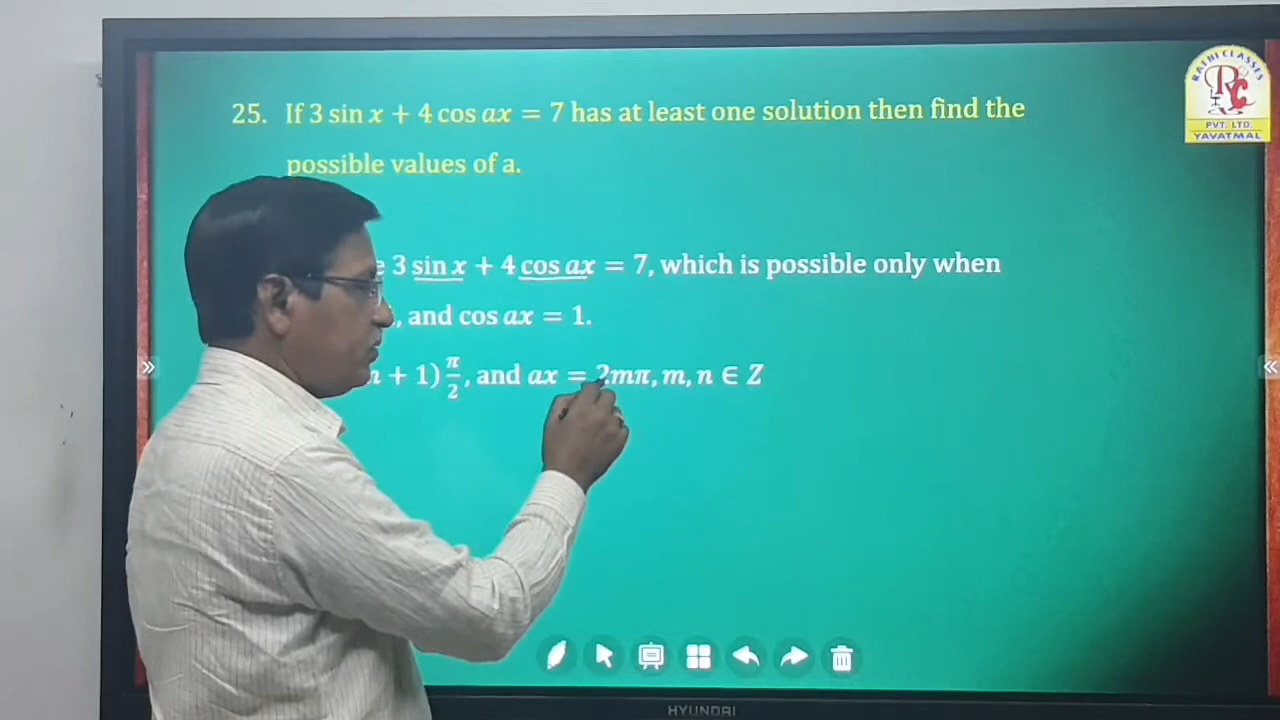 25. If 3 sin x + 4 cos ax = 7 has at least one solution then find the
possible values of a.
3 sin x + 4 cos ax = 7, which is possible only when
, and cos ax = 1.
+ 1) π/2, and ax = 2mπ, m, n ∈ Z
RATHI CLASSES
PVT. LTD.
YAVATMAL
HYUNDAI